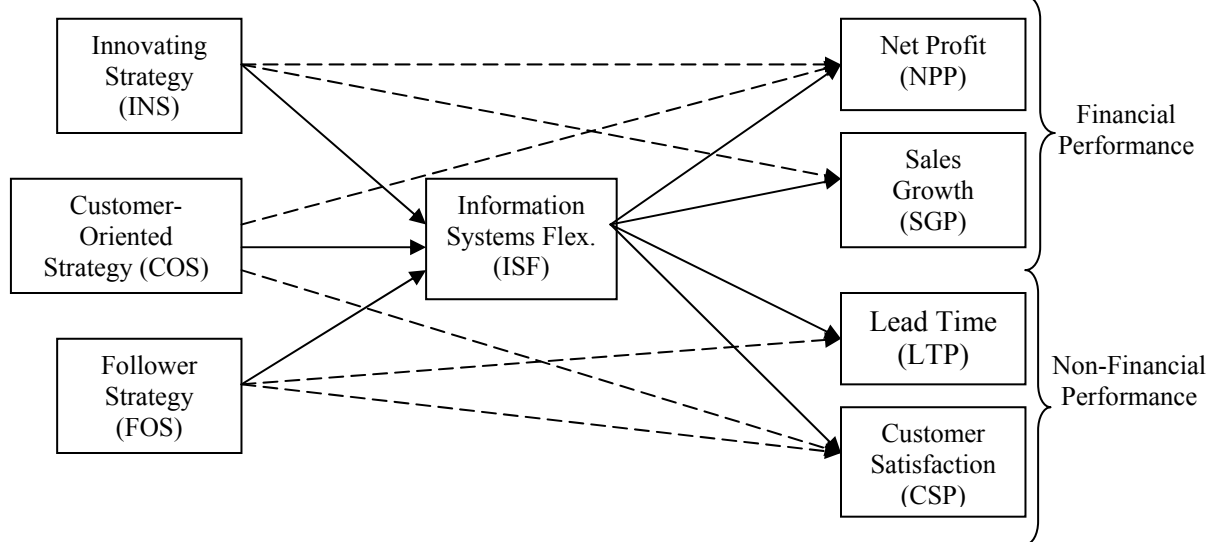 Innovating
Strategy
(INS)
Customer-
Oriented
Strategy (COS)
Follower
Strategy
(FOS)
Information
Systems Flex.
(ISF)
Net Profit
(NPP)
Sales
Growth
(SGP)
Lead Time
(LTP)
Customer
Satisfaction
(CSP)
Financial
Performance
Non-Financial
Performance